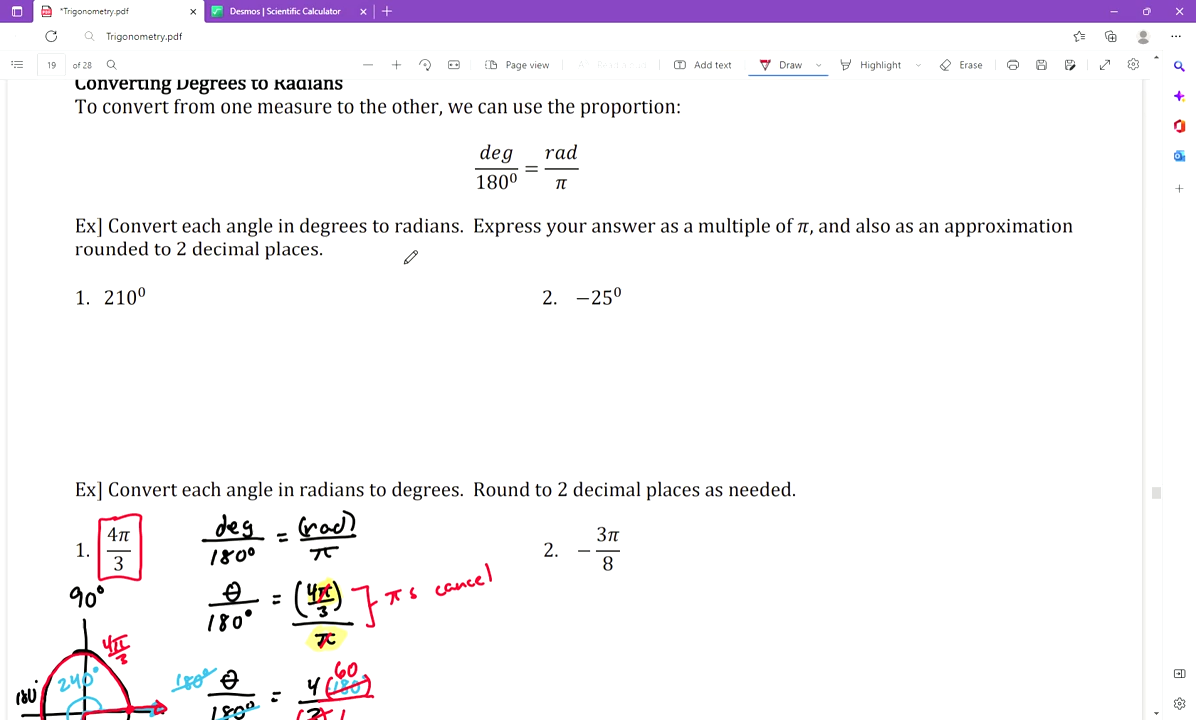 *Trigonometry.pdf
Desmos | Scientific Calculator
Trigonometry.pdf
19 of 28
Page view
Add text
Draw
Highlight
Erase
Converting Degrees to Radians
To convert from one measure to the other, we can use the proportion:
deg/180⁰ = rad/π
Ex] Convert each angle in degrees to radians. Express your answer as a multiple of π, and also as an approximation
rounded to 2 decimal places.
1. 210⁰
2. −25⁰
Ex] Convert each angle in radians to degrees. Round to 2 decimal places as needed.
1. 4π/3
deg/180° = (rad)/π
2. −3π/8
90°
θ/180° = (4π/3)/π } π s cancel
4π/3
240°
180°
180° θ/180° = 4(180)
60